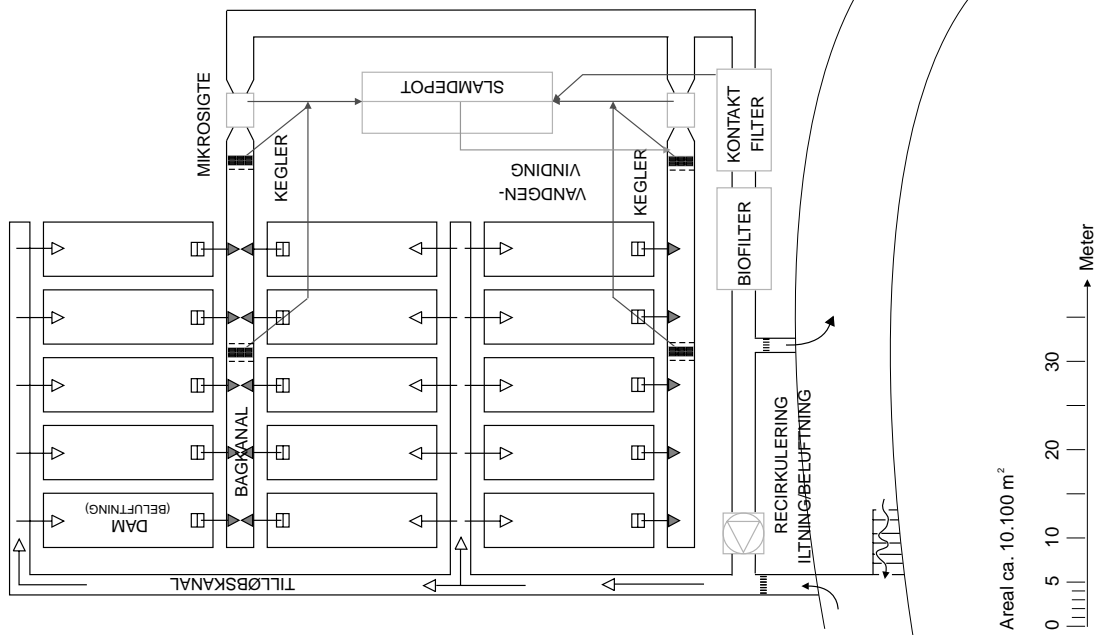 MIKROSIGTE
SLAMDEPOT
KEGLER
VANDGEN-
VINDING
KEGLER
KONTAKT
FILTER
BIOFILTER
BAGKANAL
DAM
(BELUFTNING)
TILLØBSKANAL
RECIRKULERING
ILTNING/BELUFTNING
Areal ca. 10.100 m²
0 5 10 20 30 Meter